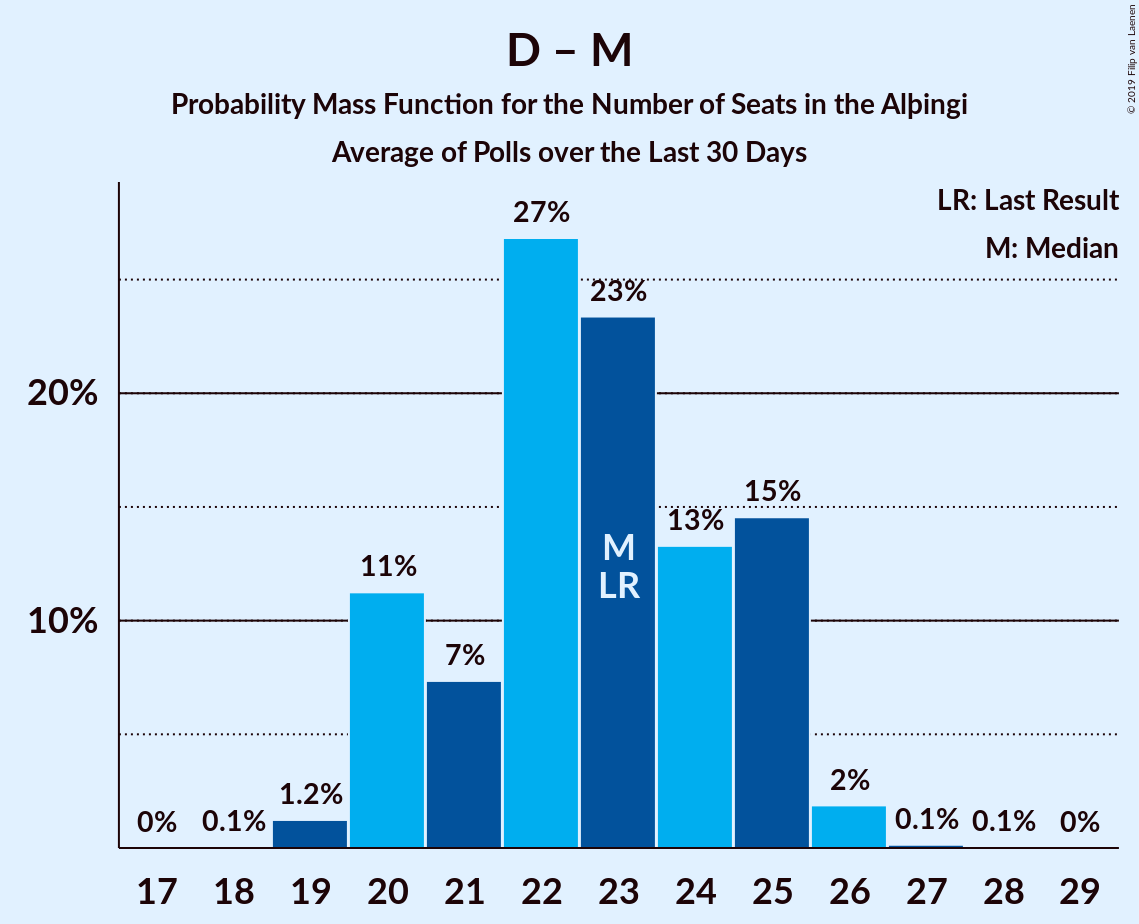 D – M
Probability Mass Function for the Number of Seats in the Alþingi
Average of Polls over the Last 30 Days
© 2019 Filip van Laenen
LR: Last Result
M: Median
27%
23%
20%
15%
13%
M
LR
11%
10%
7%
2%
1.2%
0% 0.1% 0.1% 0.1% 0%
17 18 19 20 21 22 23 24 25 26 27 28 29